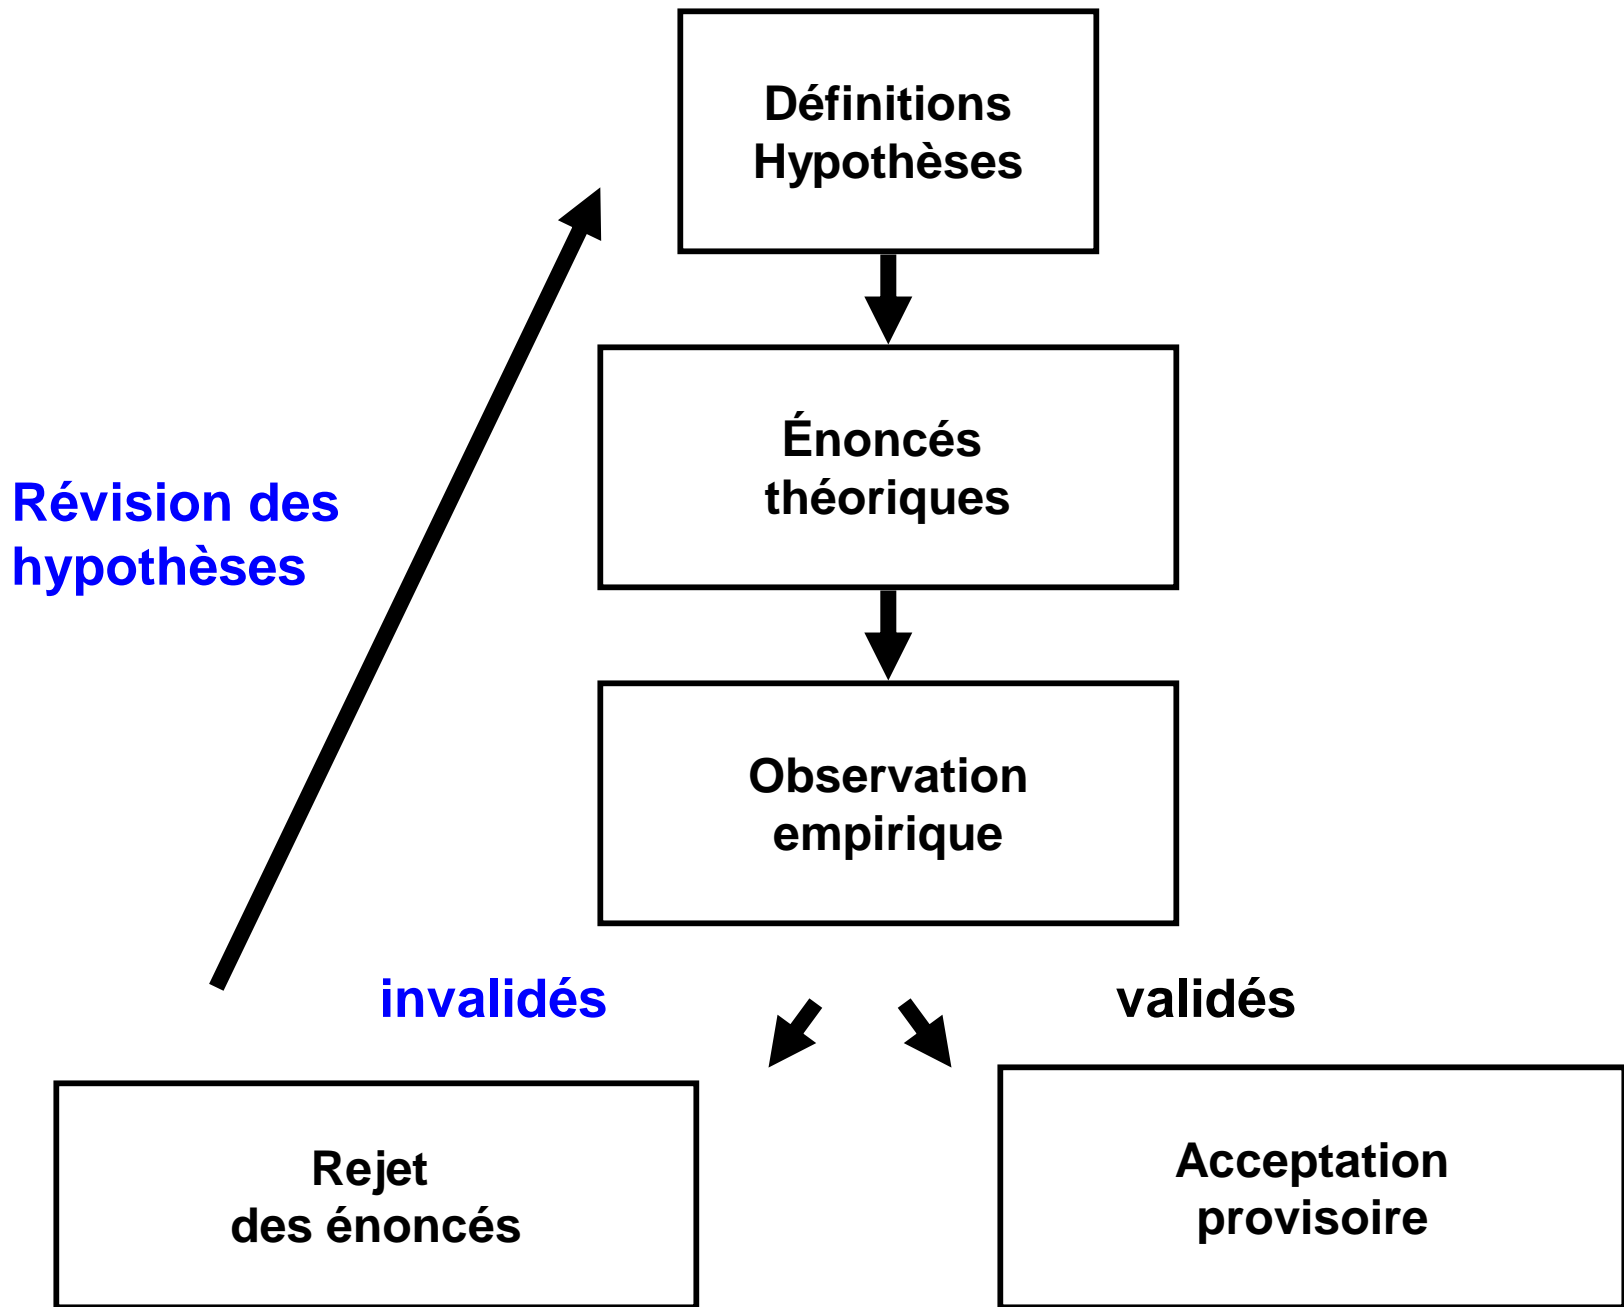 Définitions
Hypothèses
Énoncés
théoriques
Révision des
hypothèses
Observation
empirique
invalidés
validés
Rejet
des énoncés
Acceptation
provisoire